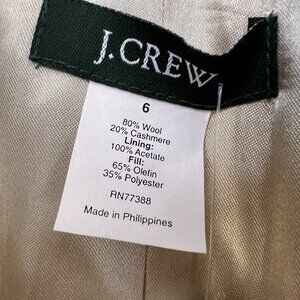 J.CREW
6
80% Wool
20% Cashmere
Lining:
100% Acetate
Fill:
65% Olefin
35% Polyester
RN77388
Made in Philippines